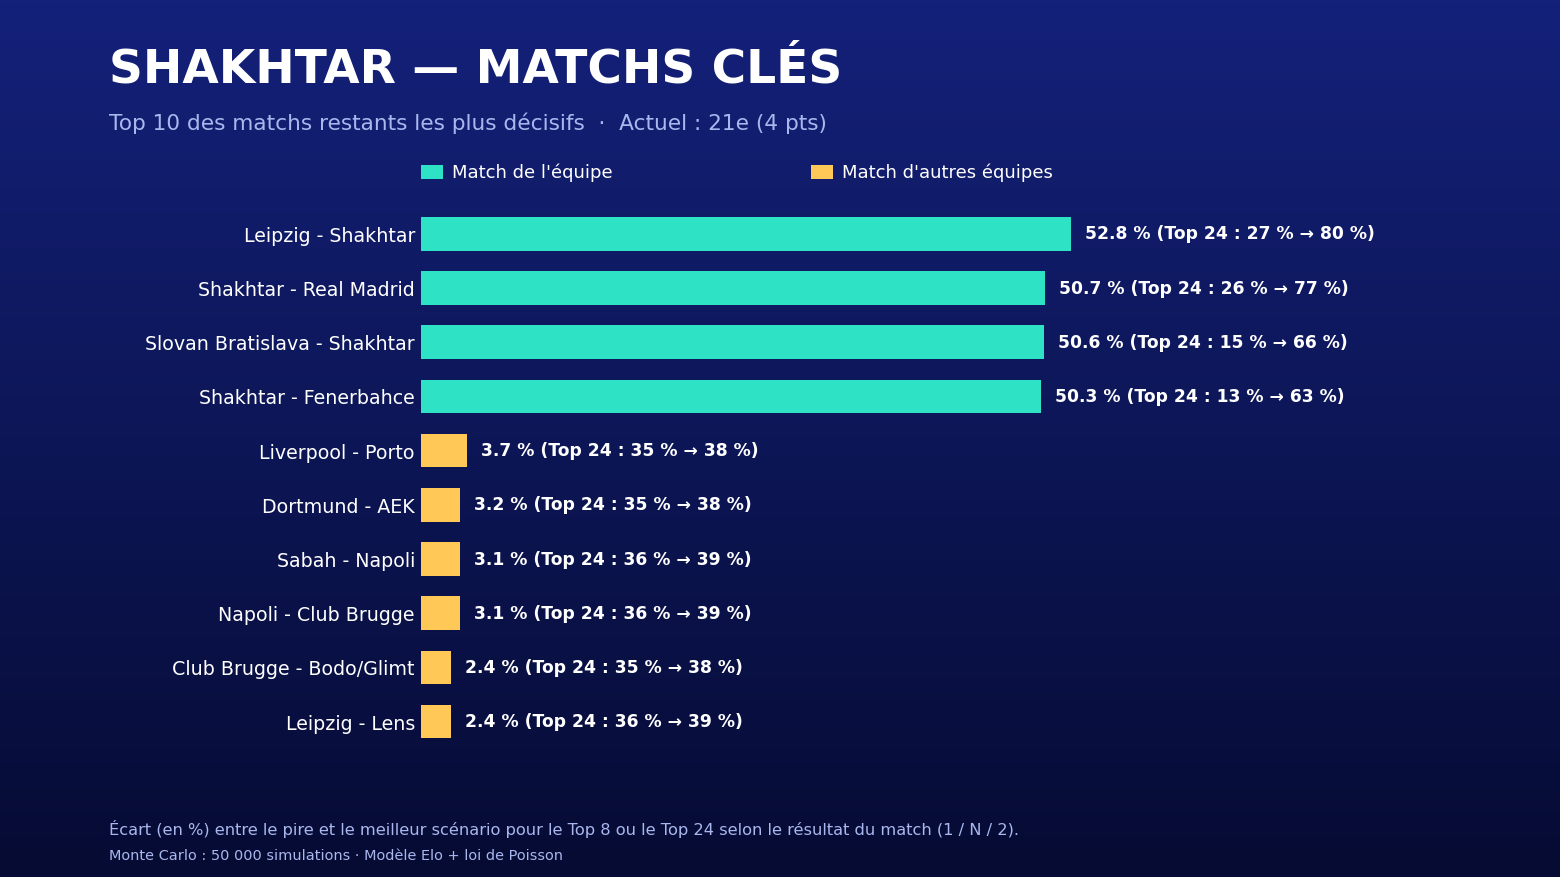 SHAKHTAR — MATCHS CLÉS
Top 10 des matchs restants les plus décisifs · Actuel : 21e (4 pts)
Match de l'équipe
Match d'autres équipes
Leipzig - Shakhtar 52.8 % (Top 24 : 27 % → 80 %)
Shakhtar - Real Madrid 50.7 % (Top 24 : 26 % → 77 %)
Slovan Bratislava - Shakhtar 50.6 % (Top 24 : 15 % → 66 %)
Shakhtar - Fenerbahce 50.3 % (Top 24 : 13 % → 63 %)
Liverpool - Porto 3.7 % (Top 24 : 35 % → 38 %)
Dortmund - AEK 3.2 % (Top 24 : 35 % → 38 %)
Sabah - Napoli 3.1 % (Top 24 : 36 % → 39 %)
Napoli - Club Brugge 3.1 % (Top 24 : 36 % → 39 %)
Club Brugge - Bodo/Glimt 2.4 % (Top 24 : 35 % → 38 %)
Leipzig - Lens 2.4 % (Top 24 : 36 % → 39 %)
Écart (en %) entre le pire et le meilleur scénario pour le Top 8 ou le Top 24 selon le résultat du match (1 / N / 2).
Monte Carlo : 50 000 simulations · Modèle Elo + loi de Poisson